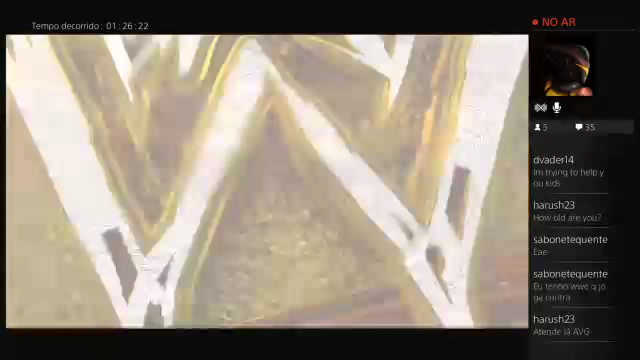 Tempo decorrido: 01:26:22
NO AR
5 35
dvader14
Im trying to help y
ou kids
harush23
How old are you?
sabonetequente
Eae
sabonetequente
Eu tenho wwe q jo
ga contra
harush23
Atende lá AVG